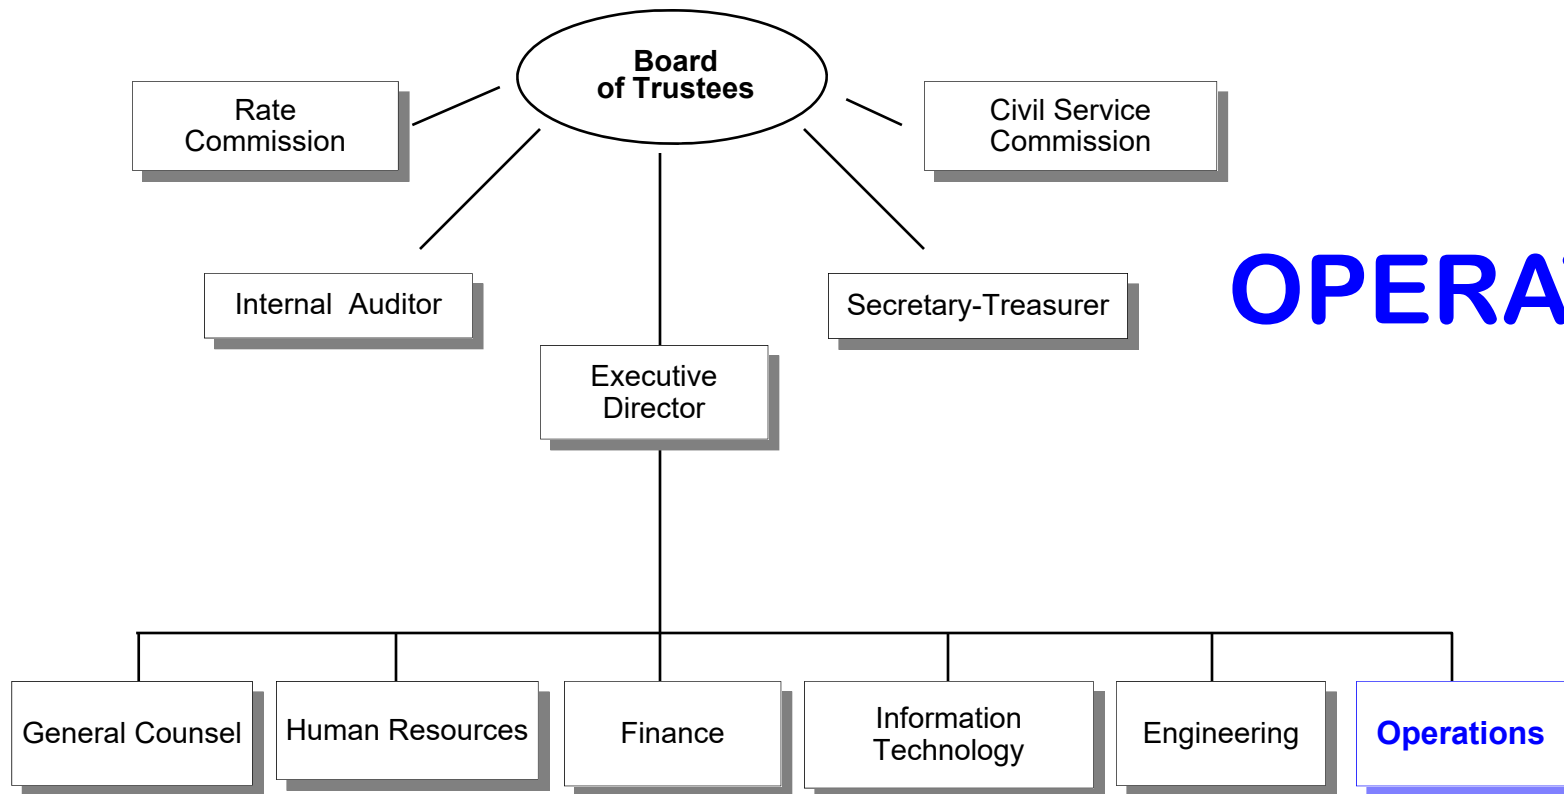 Board
of Trustees
Rate
Commission
Civil Service
Commission
Internal Auditor
Secretary-Treasurer
OPERA
Executive
Director
General Counsel
Human Resources
Finance
Information
Technology
Engineering
Operations